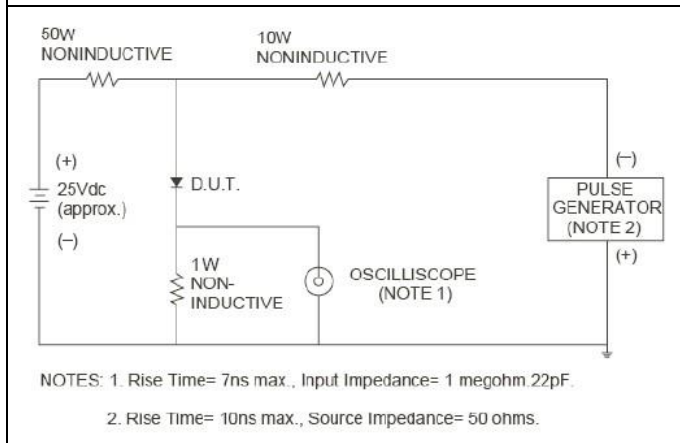 50W
NONINDUCTIVE
10W
NONINDUCTIVE
(+)
25Vdc
(approx.)
(−)
D.U.T.
1W
NON-
INDUCTIVE
OSCILLISCOPE
(NOTE 1)
(−)
PULSE
GENERATOR
(NOTE 2)
(+)
NOTES: 1. Rise Time= 7ns max., Input Impedance= 1 megohm.22pF.
2. Rise Time= 10ns max., Source Impedance= 50 ohms.